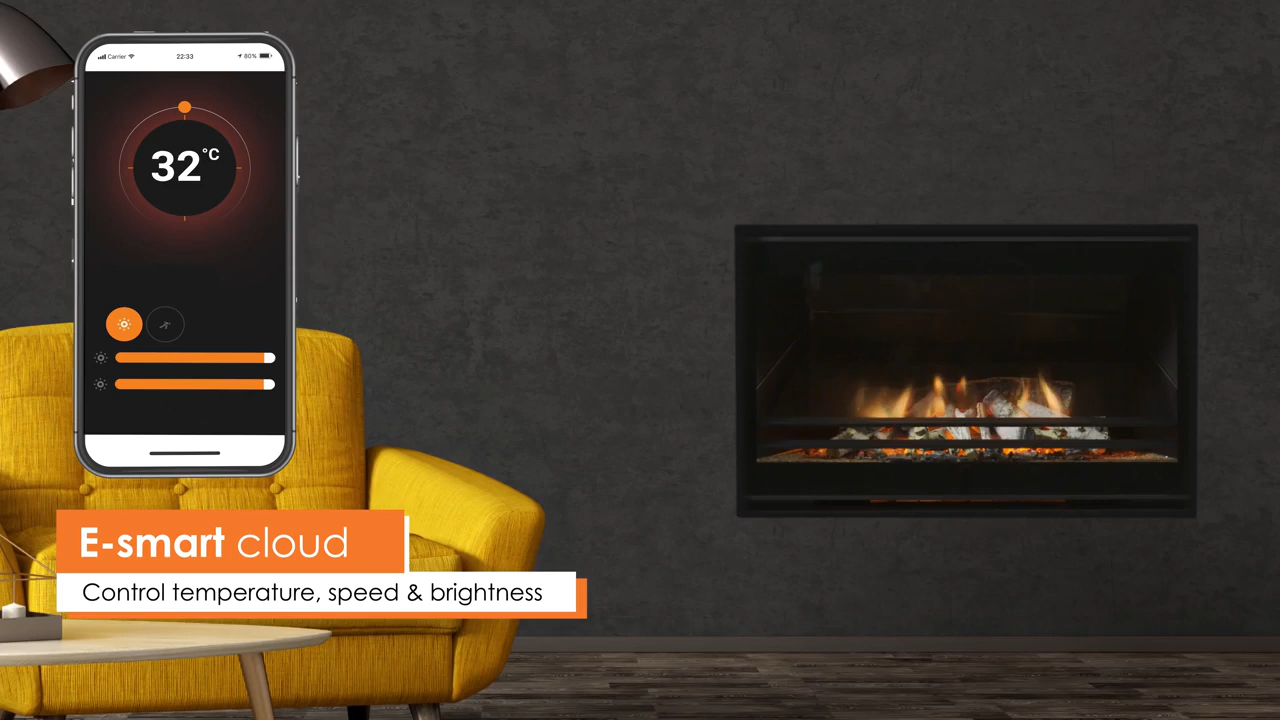 Carrier 22:33 80%
32°C
E-smart cloud
Control temperature, speed & brightness